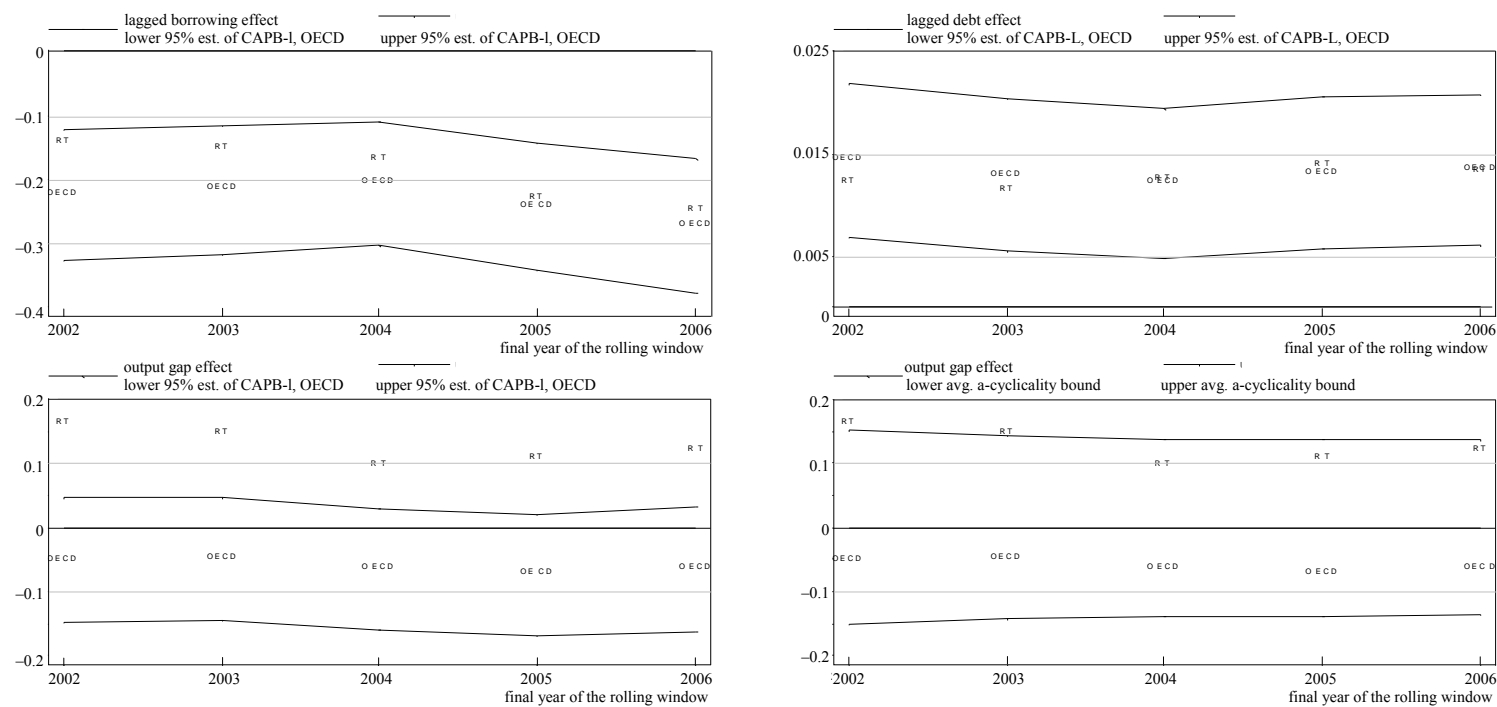 lagged borrowing effect
lower 95% est. of CAPB-l, OECD upper 95% est. of CAPB-l, OECD
0
–0.1
RT
RT
RT
–0.2
OECD
OECD
OECD
RT
OECD
RT
OECD
–0.3
–0.4
2002 2003 2004 2005 2006
final year of the rolling window
lagged debt effect
lower 95% est. of CAPB-L, OECD upper 95% est. of CAPB-L, OECD
0.025
0.015
OECD
RT
OECD
RT
RT
OECD
RT
OECD
OECD
RT
0.005
0
2002 2003 2004 2005 2006
final year of the rolling window
output gap effect
lower 95% est. of CAPB-l, OECD upper 95% est. of CAPB-l, OECD
0.2
RT
RT
RT
RT
RT
0.1
0
OECD
OECD
OECD
OECD
OECD
–0.1
–0.2
2002 2003 2004 2005 2006
final year of the rolling window
output gap effect
lower avg. a-cyclicality bound upper avg. a-cyclicality bound
0.2
RT
RT
RT
RT
RT
0.1
0
OECD
OECD
OECD
OECD
OECD
–0.1
–0.2
2002 2003 2004 2005 2006
final year of the rolling window